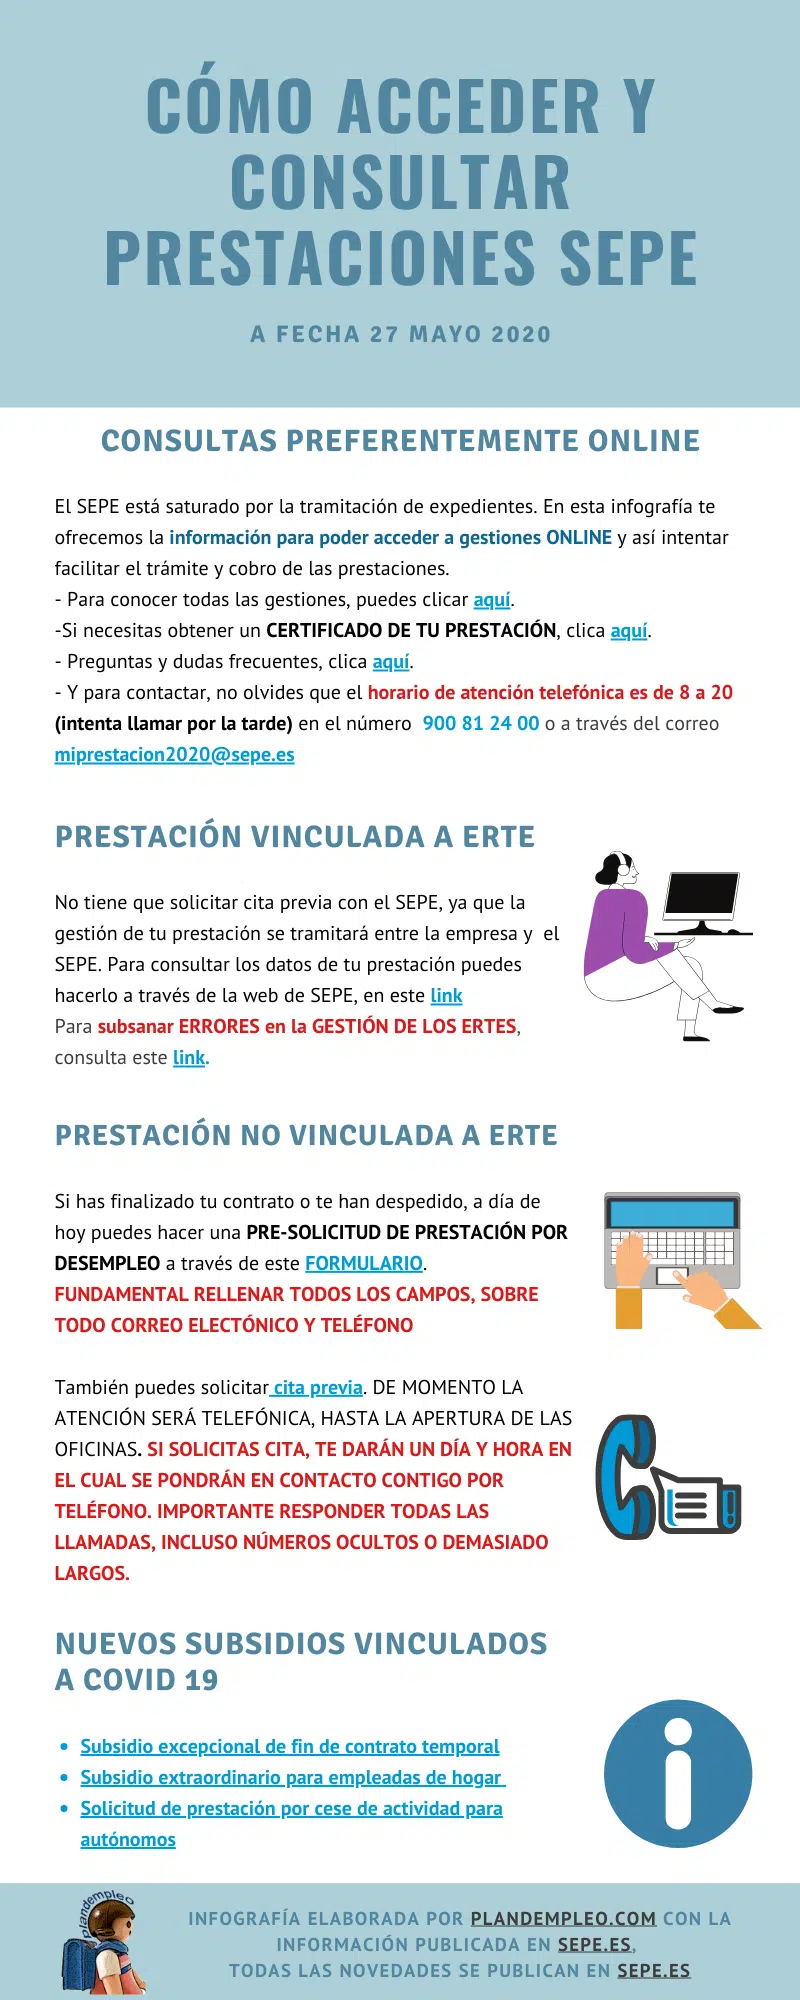 CÓMO ACCEDER Y
CONSULTAR
PRESTACIONES SEPE
A FECHA 27 MAYO 2020
CONSULTAS PREFERENTEMENTE ONLINE
El SEPE está saturado por la tramitación de expedientes. En esta infografía te
ofrecemos la información para poder acceder a gestiones ONLINE y así intentar
facilitar el trámite y cobro de las prestaciones.
- Para conocer todas las gestiones, puedes clicar aquí.
-Si necesitas obtener un CERTIFICADO DE TU PRESTACIÓN, clica aquí.
- Preguntas y dudas frecuentes, clica aquí.
- Y para contactar, no olvides que el horario de atención telefónica es de 8 a 20
(intenta llamar por la tarde) en el número 900 81 24 00 o a través del correo
miprestacion2020@sepe.es
PRESTACIÓN VINCULADA A ERTE
No tiene que solicitar cita previa con el SEPE, ya que la
gestión de tu prestación se tramitará entre la empresa y el
SEPE. Para consultar los datos de tu prestación puedes
hacerlo a través de la web de SEPE, en este link
Para subsanar ERRORES en la GESTIÓN DE LOS ERTES,
consulta este link.
PRESTACIÓN NO VINCULADA A ERTE
Si has finalizado tu contrato o te han despedido, a día de
hoy puedes hacer una PRE-SOLICITUD DE PRESTACIÓN POR
DESEMPLEO a través de este FORMULARIO.
FUNDAMENTAL RELLENAR TODOS LOS CAMPOS, SOBRE
TODO CORREO ELECTÓNICO Y TELÉFONO
También puedes solicitar cita previa. DE MOMENTO LA
ATENCIÓN SERÁ TELEFÓNICA, HASTA LA APERTURA DE LAS
OFICINAS. SI SOLICITAS CITA, TE DARÁN UN DÍA Y HORA EN
EL CUAL SE PONDRÁN EN CONTACTO CONTIGO POR
TELÉFONO. IMPORTANTE RESPONDER TODAS LAS
LLAMADAS, INCLUSO NÚMEROS OCULTOS O DEMASIADO
LARGOS.
NUEVOS SUBSIDIOS VINCULADOS
A COVID 19
• Subsidio excepcional de fin de contrato temporal
• Subsidio extraordinario para empleadas de hogar
• Solicitud de prestación por cese de actividad para
autónomos
plandempleo
INFOGRAFÍA ELABORADA POR PLANDEMPLEO.COM CON LA
INFORMACIÓN PUBLICADA EN SEPE.ES,
TODAS LAS NOVEDADES SE PUBLICAN EN SEPE.ES